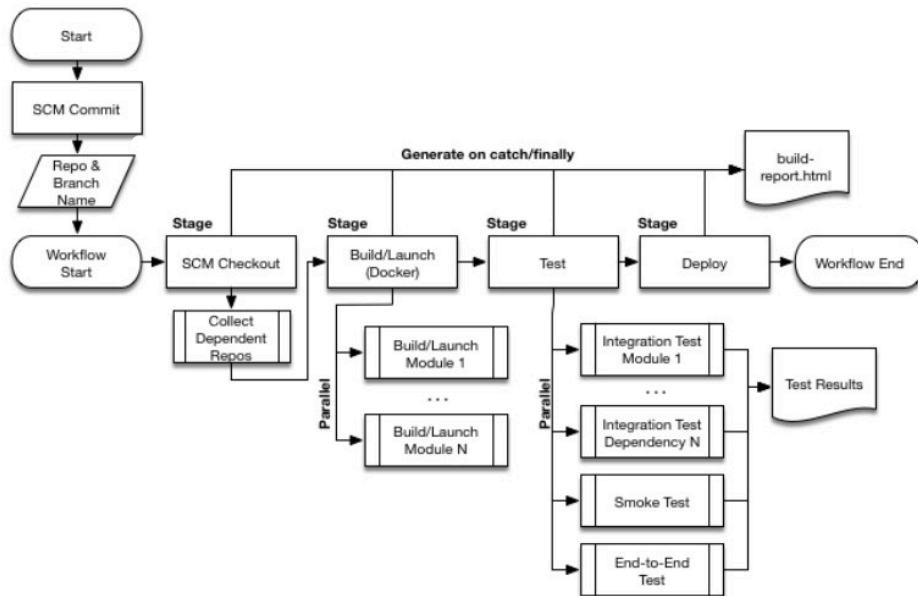 Start
SCM Commit
Repo &
Branch
Name
Generate on catch/finally
build-
report.html
Stage
Stage
Stage
Stage
Workflow
Start
SCM Checkout
Build/Launch
(Docker)
Test
Deploy
Workflow End
Collect
Dependent
Repos
Parallel
Build/Launch
Module 1
...
Build/Launch
Module N
Parallel
Integration Test
Module 1
...
Integration Test
Dependency N
Smoke Test
End-to-End
Test
Test Results